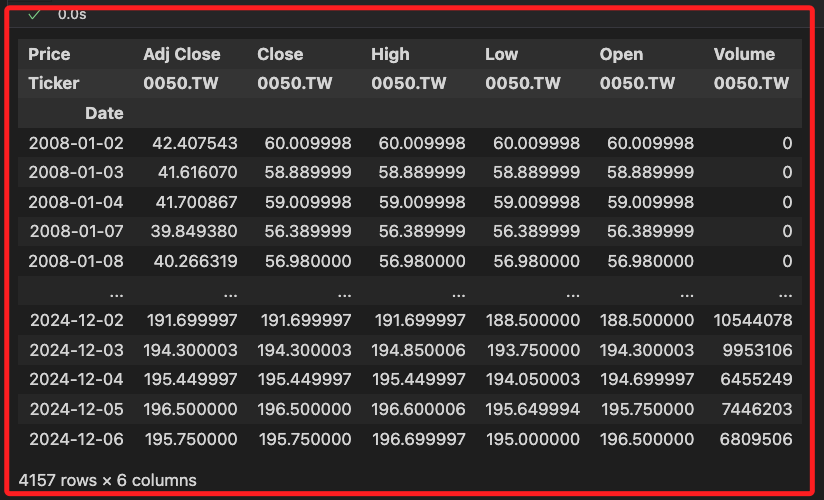 ✓ 0.0s
Price Adj Close Close High Low Open Volume
Ticker 0050.TW 0050.TW 0050.TW 0050.TW 0050.TW 0050.TW
Date
2008-01-02 42.407543 60.009998 60.009998 60.009998 60.009998 0
2008-01-03 41.616070 58.889999 58.889999 58.889999 58.889999 0
2008-01-04 41.700867 59.009998 59.009998 59.009998 59.009998 0
2008-01-07 39.849380 56.389999 56.389999 56.389999 56.389999 0
2008-01-08 40.266319 56.980000 56.980000 56.980000 56.980000 0
... ... ... ... ... ... ...
2024-12-02 191.699997 191.699997 191.699997 188.500000 188.500000 10544078
2024-12-03 194.300003 194.300003 194.850006 193.750000 194.300003 9953106
2024-12-04 195.449997 195.449997 195.449997 194.050003 194.699997 6455249
2024-12-05 196.500000 196.500000 196.600006 195.649994 195.750000 7446203
2024-12-06 195.750000 195.750000 196.699997 195.000000 196.500000 6809506
4157 rows × 6 columns